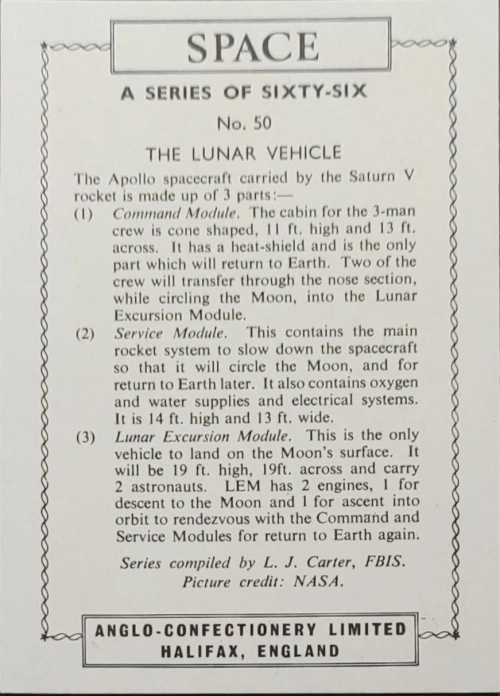 SPACE
A SERIES OF SIXTY-SIX
No. 50
THE LUNAR VEHICLE
The Apollo spacecraft carried by the Saturn V
rocket is made up of 3 parts:—
(1) Command Module. The cabin for the 3-man
crew is cone shaped, 11 ft. high and 13 ft.
across. It has a heat-shield and is the only
part which will return to Earth. Two of the
crew will transfer through the nose section,
while circling the Moon, into the Lunar
Excursion Module.
(2) Service Module. This contains the main
rocket system to slow down the spacecraft
so that it will circle the Moon, and for
return to Earth later. It also contains oxygen
and water supplies and electrical systems.
It is 14 ft. high and 13 ft. wide.
(3) Lunar Excursion Module. This is the only
vehicle to land on the Moon's surface. It
will be 19 ft. high, 19ft. across and carry
2 astronauts. LEM has 2 engines, 1 for
descent to the Moon and 1 for ascent into
orbit to rendezvous with the Command and
Service Modules for return to Earth again.
Series compiled by L. J. Carter, FBIS.
Picture credit: NASA.
ANGLO-CONFECTIONERY LIMITED
HALIFAX, ENGLAND